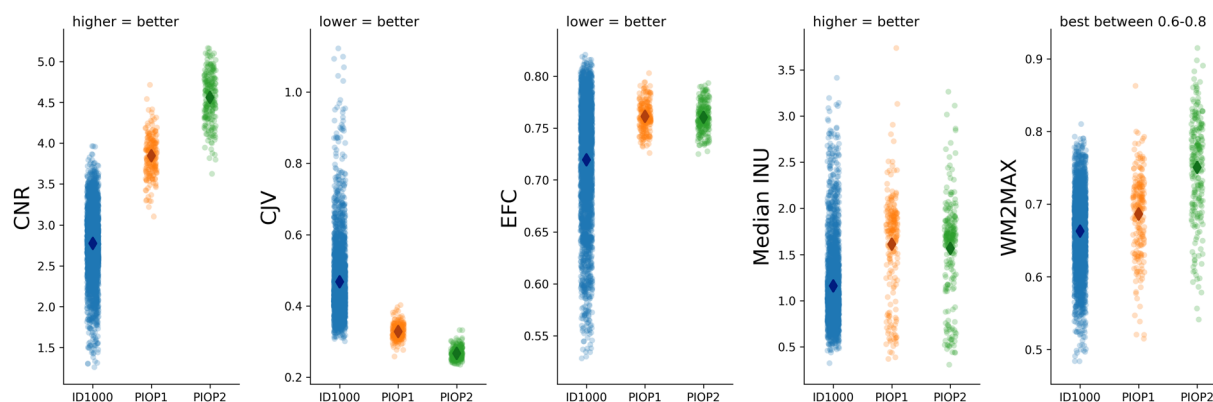 higher = better
CNR
5.0
4.5
4.0
3.5
3.0
2.5
2.0
1.5
ID1000 PIOP1 PIOP2
lower = better
CJV
1.0
0.8
0.6
0.4
0.2
ID1000 PIOP1 PIOP2
lower = better
EFC
0.80
0.75
0.70
0.65
0.60
0.55
ID1000 PIOP1 PIOP2
higher = better
Median INU
3.5
3.0
2.5
2.0
1.5
1.0
0.5
ID1000 PIOP1 PIOP2
best between 0.6-0.8
WM2MAX
0.9
0.8
0.7
0.6
0.5
ID1000 PIOP1 PIOP2